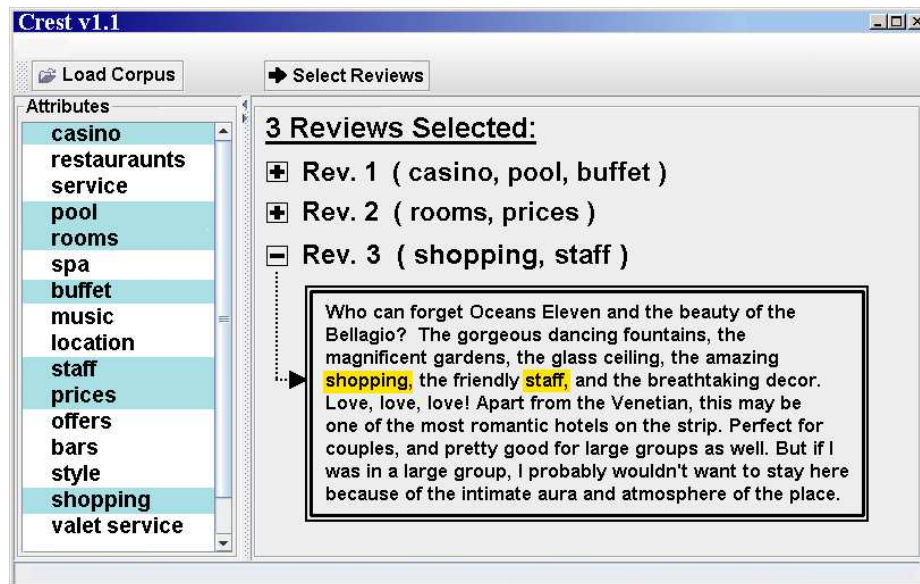 Crest v1.1
Load Corpus
Select Reviews
Attributes
casino
restauraunts
service
pool
rooms
spa
buffet
music
location
staff
prices
offers
bars
style
shopping
valet service
3 Reviews Selected:
Rev. 1 ( casino, pool, buffet )
Rev. 2 ( rooms, prices )
Rev. 3 ( shopping, staff )
Who can forget Oceans Eleven and the beauty of the
Bellagio? The gorgeous dancing fountains, the
magnificent gardens, the glass ceiling, the amazing
shopping, the friendly staff, and the breathtaking decor.
Love, love, love! Apart from the Venetian, this may be
one of the most romantic hotels on the strip. Perfect for
couples, and pretty good for large groups as well. But if I
was in a large group, I probably wouldn't want to stay here
because of the intimate aura and atmosphere of the place.